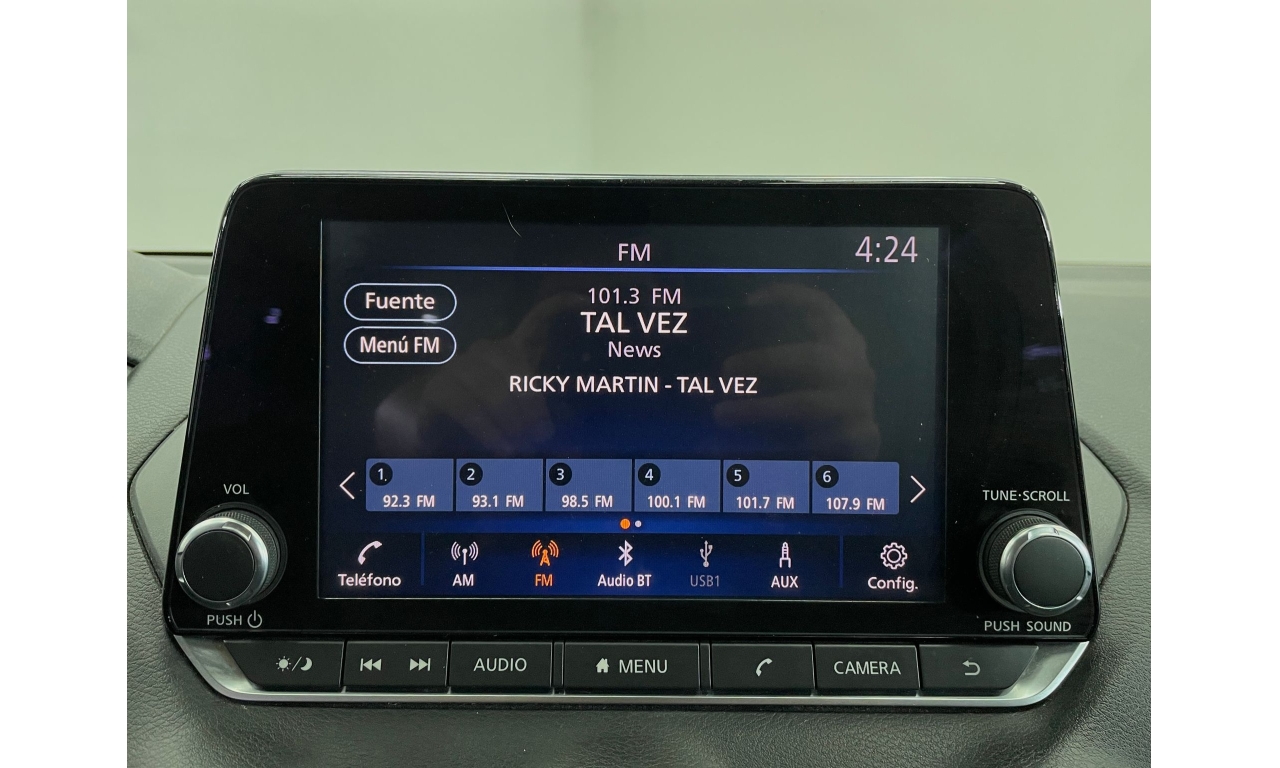 FM
4:24
Fuente
101.3 FM
TAL VEZ
Menú FM
News
RICKY MARTIN - TAL VEZ
1
2
3
4
5
6
92.3 FM
93.1 FM
98.5 FM
100.1 FM
101.7 FM
107.9 FM
VOL
TUNE·SCROLL
Teléfono
AM
FM
Audio BT
USB1
AUX
Config.
PUSH
PUSH SOUND
AUDIO
MENU
CAMERA